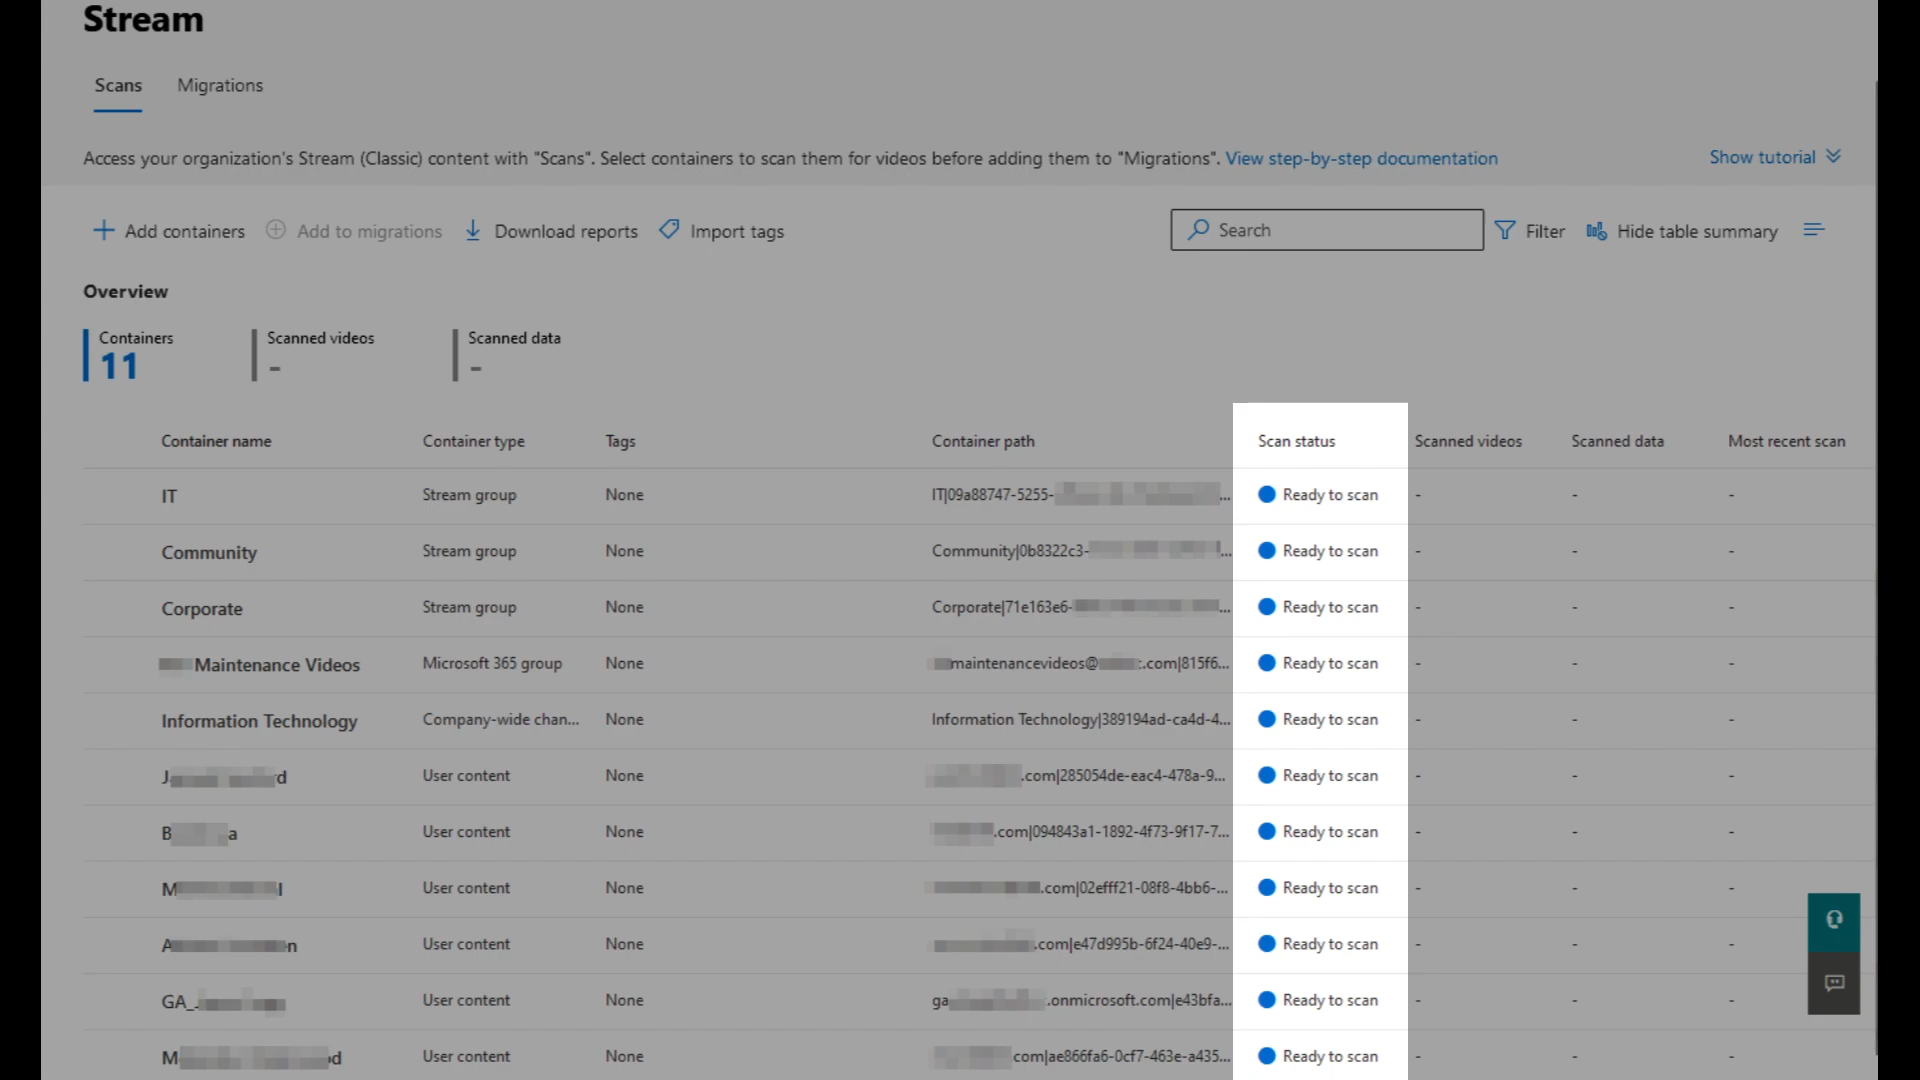 Stream
Scans Migrations
Access your organization's Stream (Classic) content with "Scans". Select containers to scan them for videos before adding them to "Migrations". View step-by-step documentation Show tutorial
Add containers Add to migrations Download reports Import tags Search Filter Hide table summary
Overview
Containers Scanned videos Scanned data
11 - -
Container name Container type Tags Container path Scan status Scanned videos Scanned data Most recent scan
IT Stream group None IT|09a88747-5255- ... Ready to scan - - -
Community Stream group None Community|0b8322c3- ... Ready to scan - - -
Corporate Stream group None Corporate|71e163e6- ... Ready to scan - - -
Maintenance Videos Microsoft 365 group None maintenancevideos@ .com|815f6... Ready to scan - - -
Information Technology Company-wide chan... None Information Technology|389194ad-ca4d-4... Ready to scan - - -
J d User content None .com|285054de-eac4-478a-9... Ready to scan - - -
B a User content None .com|094843a1-1892-4f73-9f17-7... Ready to scan - - -
M l User content None .com|02efff21-08f8-4bb6-... Ready to scan - - -
A n User content None .com|e47d995b-6f24-40e9-... Ready to scan - - -
GA_ User content None ga .onmicrosoft.com|e43bfa... Ready to scan - - -
M d User content None com|ae866fa6-0cf7-463e-a435... Ready to scan - - -